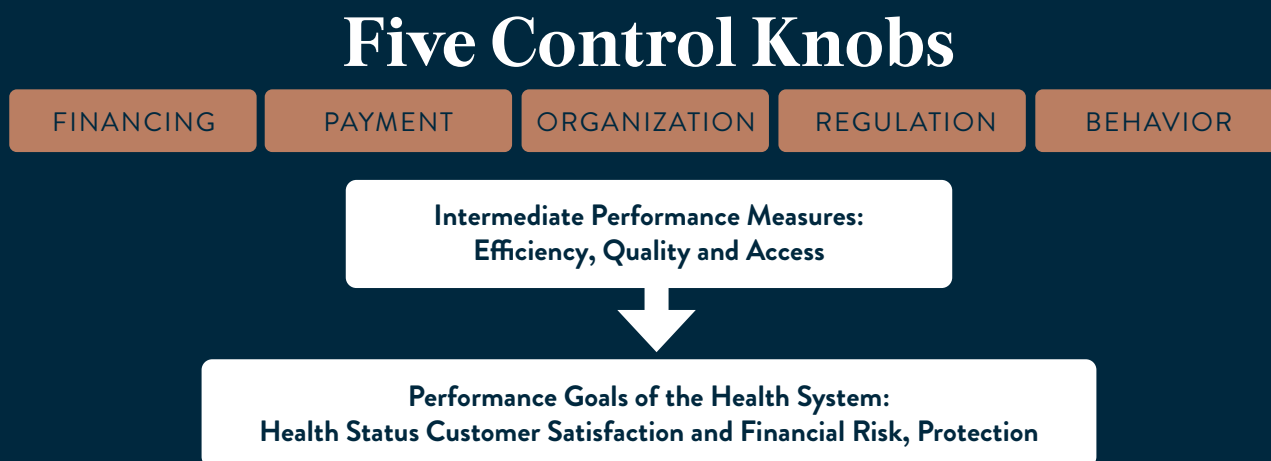 Five Control Knobs
FINANCING PAYMENT ORGANIZATION REGULATION BEHAVIOR
Intermediate Performance Measures:
Efficiency, Quality and Access
Performance Goals of the Health System:
Health Status Customer Satisfaction and Financial Risk, Protection